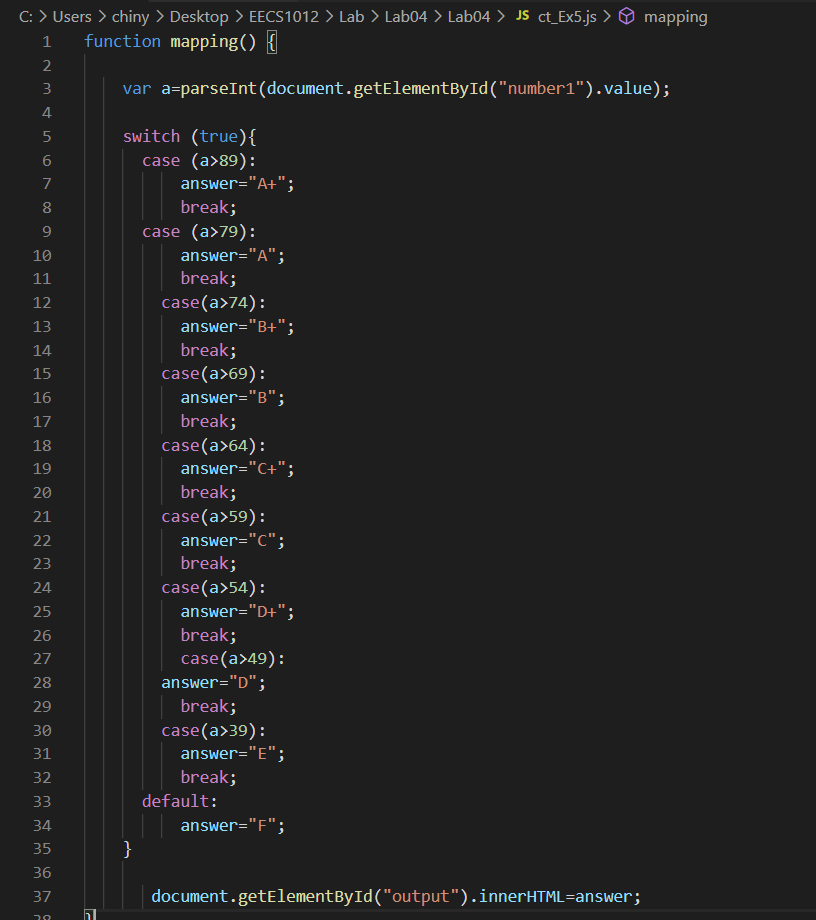 C: > Users > chiny > Desktop > EECS1012 > Lab > Lab04 > Lab04 > JS ct_Ex5.js > mapping
1 function mapping() {
2
3 var a=parseInt(document.getElementById("number1").value);
4
5 switch (true){
6 case (a>89):
7 answer="A+";
8 break;
9 case (a>79):
10 answer="A";
11 break;
12 case(a>74):
13 answer="B+";
14 break;
15 case(a>69):
16 answer="B";
17 break;
18 case(a>64):
19 answer="C+";
20 break;
21 case(a>59):
22 answer="C";
23 break;
24 case(a>54):
25 answer="D+";
26 break;
27 case(a>49):
28 answer="D";
29 break;
30 case(a>39):
31 answer="E";
32 break;
33 default:
34 answer="F";
35 }
36
37 document.getElementById("output").innerHTML=answer;
38 }